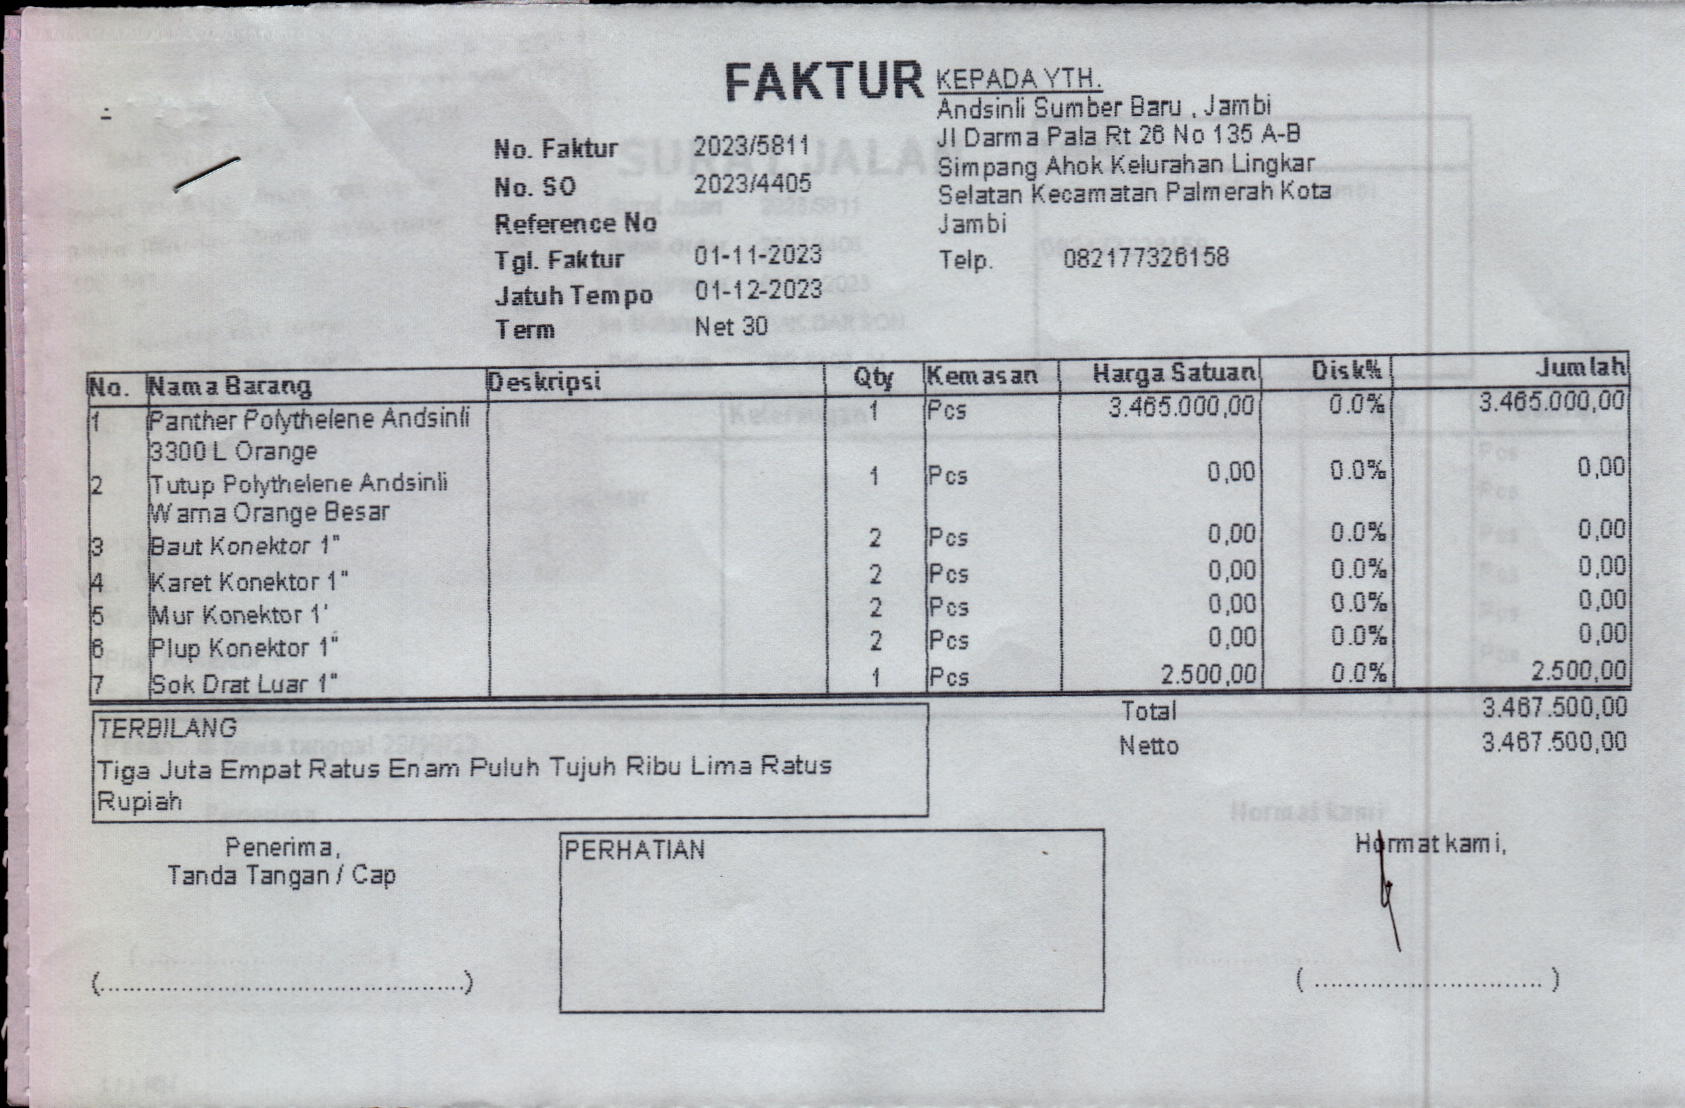 FAKTUR
KEPADA YTH.
Andsinli Sumber Baru , Jambi
Jl Darma Pala Rt 26 No 135 A-B
Simpang Ahok Kelurahan Lingkar
Selatan Kecamatan Palmerah Kota
Jambi
Telp. 082177326158
No. Faktur 2023/5811
No. SO 2023/4405
Reference No
Tgl. Faktur 01-11-2023
Jatuh Tempo 01-12-2023
Term Net 30
No. Nama Barang Deskripsi Qty Kemasan Harga Satuan Disk% Jumlah
1 Panther Polythelene Andsinli 1 Pcs 3.465.000,00 0.0% 3.465.000,00
3300 L Orange
2 Tutup Polythelene Andsinli 1 Pcs 0,00 0.0% 0,00
Warna Orange Besar
3 Baut Konektor 1" 2 Pcs 0,00 0.0% 0,00
4 Karet Konektor 1" 2 Pcs 0,00 0.0% 0,00
5 Mur Konektor 1' 2 Pcs 0,00 0.0% 0,00
6 Plup Konektor 1" 2 Pcs 0,00 0.0% 0,00
7 Sok Drat Luar 1" 1 Pcs 2.500,00 0.0% 2.500,00
Total 3.467.500,00
Netto 3.467.500,00
TERBILANG
Tiga Juta Empat Ratus Enam Puluh Tujuh Ribu Lima Ratus
Rupiah
Penerima,
Tanda Tangan / Cap
PERHATIAN
Hormat kami,
(................................................)
(..............................)